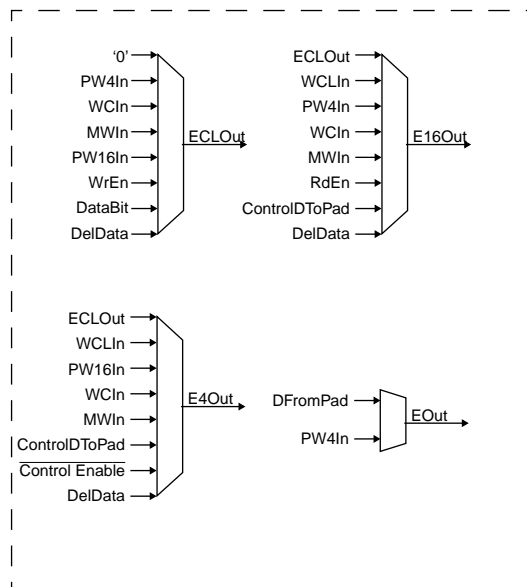 ‘0’
PW4In
WCIn
MWIn
PW16In
WrEn
DataBit
DelData
ECLOut
ECLOut
WCLIn
PW4In
WCIn
MWIn
RdEn
ControlDToPad
DelData
E16Out
ECLOut
WCLIn
PW16In
WCIn
MWIn
ControlDToPad
Control Enable
DelData
E4Out
DFromPad
PW4In
EOut